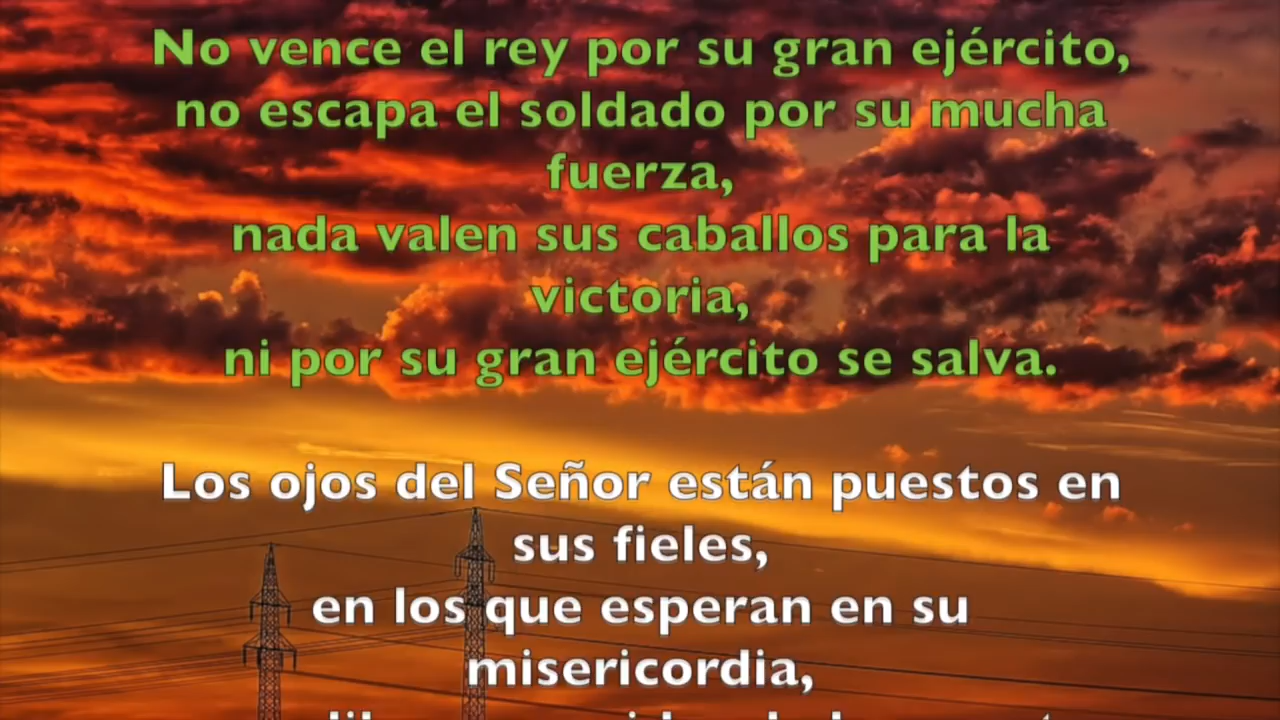 No vence el rey por su gran ejército,
no escapa el soldado por su mucha
fuerza,
nada valen sus caballos para la
victoria,
ni por su gran ejército se salva.
Los ojos del Señor están puestos en
sus fieles,
en los que esperan en su
misericordia,